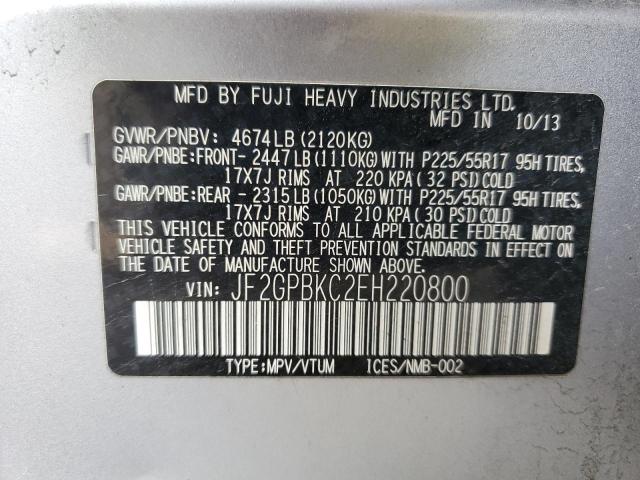 MFD BY FUJI HEAVY INDUSTRIES LTD.
MFD IN 10/13
GVWR/PNBV: 4674LB(2120KG)
GAWR/PNBE:FRONT- 2447LB(1110KG)WITH P225/55R17 95H TIRES,
17X7J RIMS AT 220 KPA(32 PSI)COLD
GAWR/PNBE:REAR - 2315LB(1050KG)WITH P225/55R17 95H TIRES,
17X7J RIMS AT 210 KPA(30 PSI)COLD
THIS VEHICLE CONFORMS TO ALL APPLICABLE FEDERAL MOTOR
VEHICLE SAFETY AND THEFT PREVENTION STANDARDS IN EFFECT ON
THE DATE OF MANUFACTURE SHOWN ABOVE.
VIN: JF2GPBKC2EH220800
TYPE:MPV/VTUM ICES/NMB-002